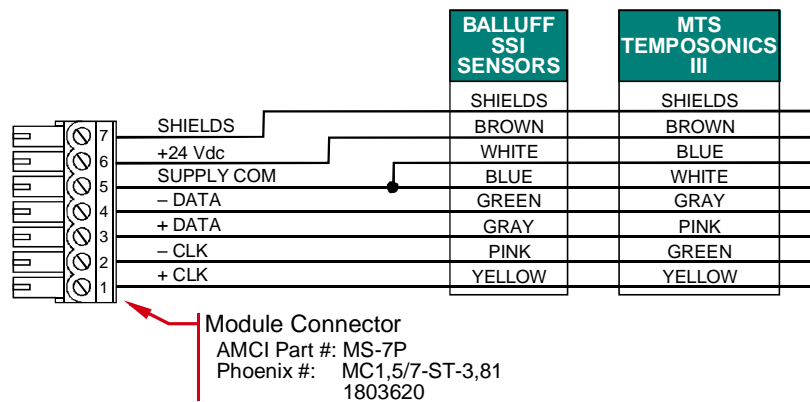 BALLUFF
SSI
SENSORS
MTS
TEMPOSONICS
III
SHIELDS SHIELDS
7 SHIELDS BROWN BROWN
6 +24 Vdc WHITE BLUE
5 SUPPLY COM BLUE WHITE
4 – DATA GREEN GRAY
3 + DATA GRAY PINK
2 – CLK PINK GREEN
1 + CLK YELLOW YELLOW
Module Connector
AMCI Part #: MS-7P
Phoenix #: MC1,5/7-ST-3,81
1803620